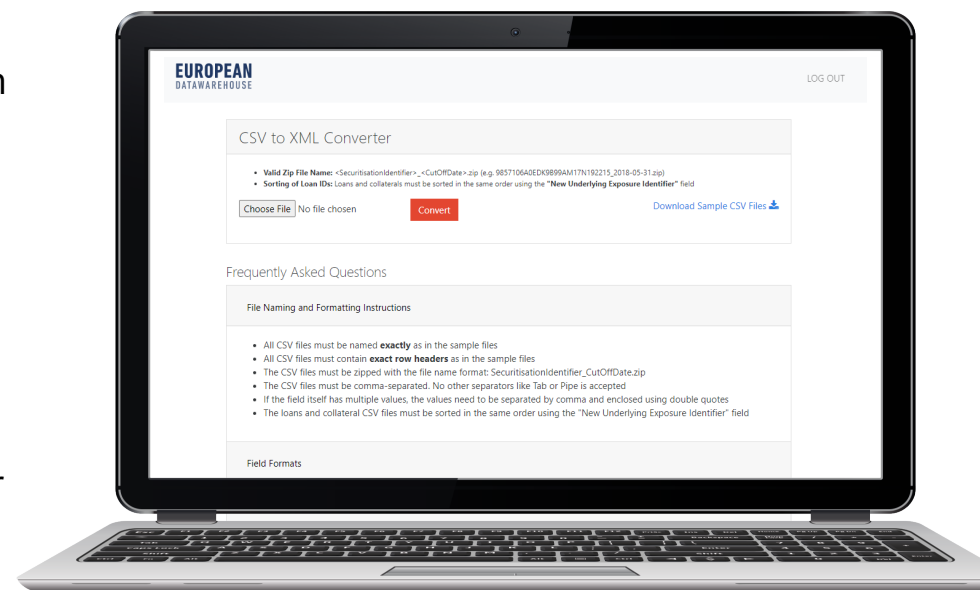 EUROPEAN
DATAWAREHOUSE
LOG OUT
CSV to XML Converter
• Valid Zip File Name: <SecuritisationIdentifier>_<CutOffDate>.zip (e.g. 9857106A0EDK9B99AM17N192215_2018-05-31.zip)
• Sorting of Loan IDs: Loans and collaterals must be sorted in the same order using the "New Underlying Exposure Identifier" field
Choose File No file chosen Convert Download Sample CSV Files
Frequently Asked Questions
File Naming and Formatting Instructions
• All CSV files must be named exactly as in the sample files
• All CSV files must contain exact row headers as in the sample files
• The CSV files must be zipped with the file name format: SecuritisationIdentifier_CutOffDate.zip
• The CSV files must be comma-separated. No other separators like Tab or Pipe is accepted
• If the field itself has multiple values, the values need to be separated by comma and enclosed using double quotes
• The loans and collateral CSV files must be sorted in the same order using the "New Underlying Exposure Identifier" field
Field Formats